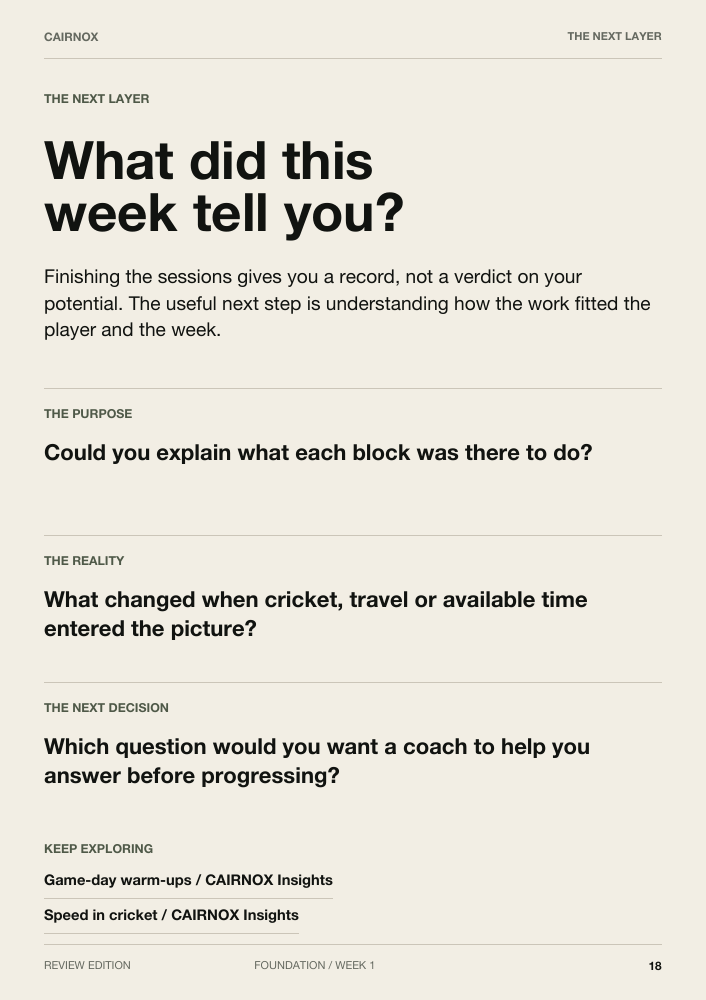 CAIRNOX
THE NEXT LAYER
THE NEXT LAYER
What did this
week tell you?
Finishing the sessions gives you a record, not a verdict on your
potential. The useful next step is understanding how the work fitted the
player and the week.
THE PURPOSE
Could you explain what each block was there to do?
THE REALITY
What changed when cricket, travel or available time
entered the picture?
THE NEXT DECISION
Which question would you want a coach to help you
answer before progressing?
KEEP EXPLORING
Game-day warm-ups / CAIRNOX Insights
Speed in cricket / CAIRNOX Insights
REVIEW EDITION
FOUNDATION / WEEK 1
18